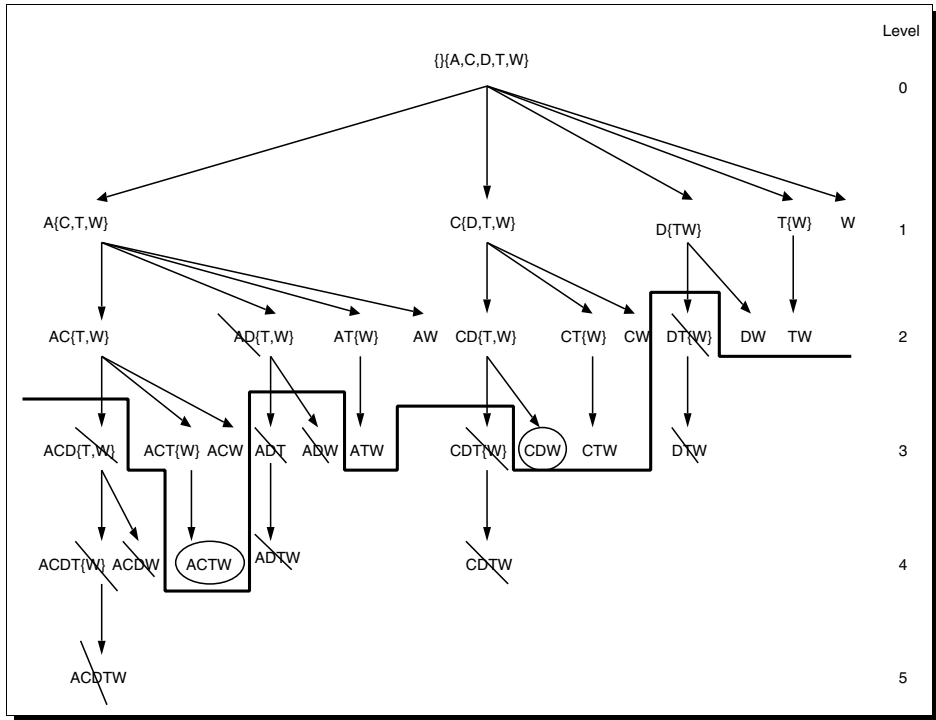 Level
{}{A,C,D,T,W}
0
A{C,T,W} C{D,T,W} D{TW} T{W} W 1
AC{T,W} AD{T,W} AT{W} AW CD{T,W} CT{W} CW DT{W} DW TW 2
ACD{T,W} ACT{W} ACW ADT ADW ATW CDT{W} CDW CTW DTW 3
ACDT{W} ACDW ACTW ADTW CDTW 4
ACDTW 5